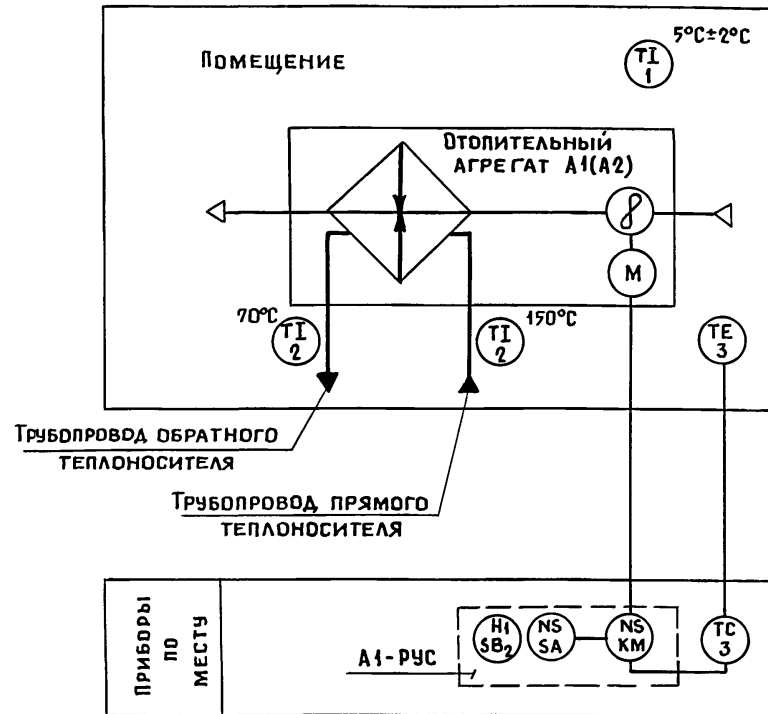 ПОМЕЩЕНИЕ
5°C±2°C
TI
1
ОТОПИТЕЛЬНЫЙ
АГРЕГАТ А1(А2)
M
70°C
TI
2
TI
2
150°C
TE
3
ТРУБОПРОВОД ОБРАТНОГО
ТЕПЛОНОСИТЕЛЯ
ТРУБОПРОВОД ПРЯМОГО
ТЕПЛОНОСИТЕЛЯ
ПРИБОРЫ
ПО
МЕСТУ
А1-РУС
H1
SB2
NS
SA
NS
KM
TC
3